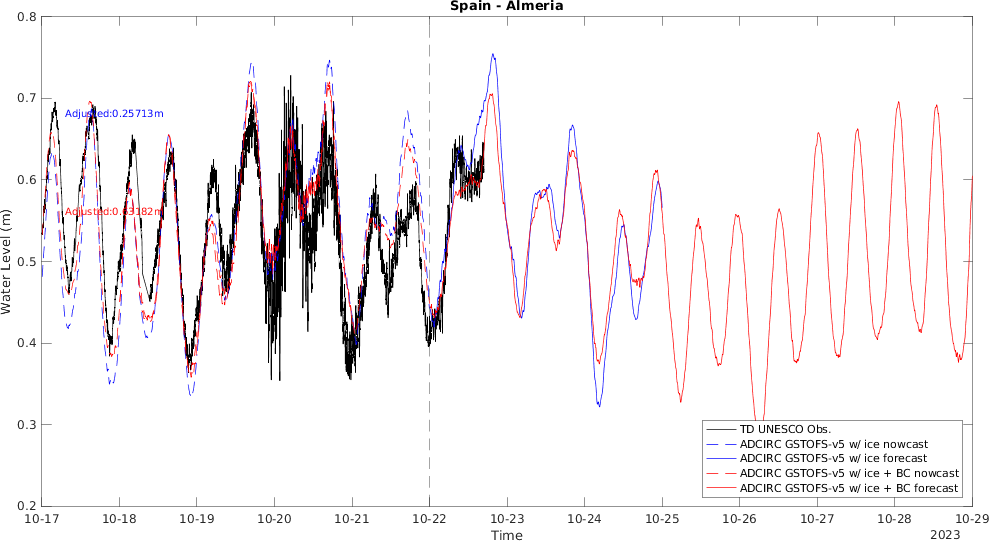 Spain - Almeria
0.8
0.7
0.6
0.5
0.4
0.3
0.2
Water Level (m)
Adjusted:0.25713m
TD UNESCO Obs.
ADCIRC GSTOFS-v5 w/ ice nowcast
ADCIRC GSTOFS-v5 w/ ice forecast
ADCIRC GSTOFS-v5 w/ ice + BC nowcast
ADCIRC GSTOFS-v5 w/ ice + BC forecast
10-17 10-18 10-19 10-20 10-21 10-22 10-23 10-24 10-25 10-26 10-27 10-28 10-29
Time
2023